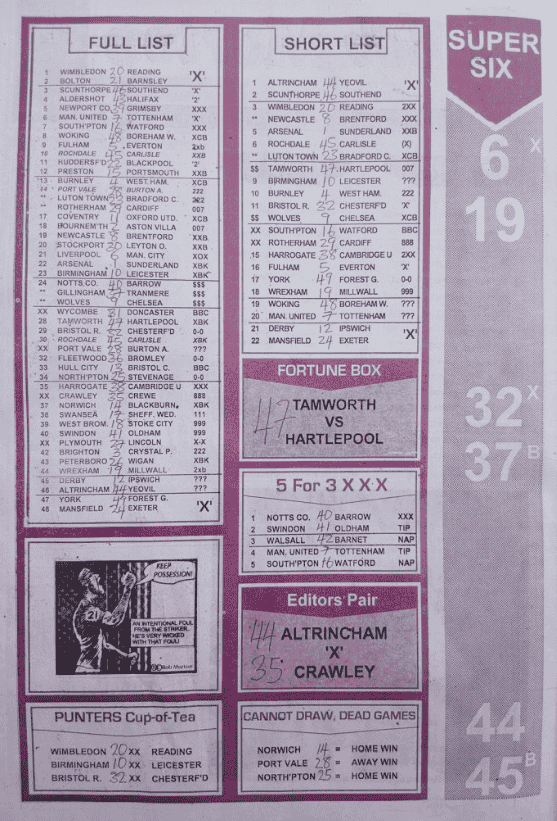 FULL LIST
1 WIMBLEDON 20 READING 'X'
2 BOLTON 21 BARNSLEY
3 SCUNTHORPE 46 SOUTHEND 'X'
4 ALDERSHOT 43 HALIFAX '2'
5 NEWPORT CO. 39 GRIMSBY XXX
6 MAN. UNITED 7 TOTTENHAM 'X'
7 SOUTH'PTON 16 WATFORD XXX
8 WOKING 48 BOREHAM W. XCB
9 FULHAM 5 EVERTON 2xb
10 ROCHDALE 45 CARLISLE XXB
11 HUDDERSF'D 22 BLACKPOOL '2'
12 PRESTON 15 PORTSMOUTH XXB
13 BURNLEY 4 WEST. HAM. XCB
14 PORT VALE 28 BURTON A. 222
** LUTON TOWN 23 BRADFORD C.
** ROTHERHAM 29 CARDIFF 007
17 COVENTRY 11 OXFORD UTD. XCB
18 BOURNEM'TH 2 ASTON VILLA 007
19 NEWCASTLE 8 BRENTFORD XXB
20 STOCKPORT 30 LEYTON O. XXB
21 LIVERPOOL 6 MAN. CITY XOX
22 ARSENAL 1 SUNDERLAND XBK
23 BIRMINGHAM 10 LEICESTER XBK
24 NOTTS CO. 40 BARROW $$$
** GILLINGHAM 37 TRANMERE $$$
** WOLVES 9 CHELSEA $$$
XX WYCOMBE 31 DONCASTER BBC
28 TAMWORTH 47 HARTLEPOOL XBK
29 BRISTOL R. 32 CHESTERF'D 0-0
30 ROCHDALE 45 CARLISLE XBK
XX PORT VALE 28 BURTON A. ???
32 FLEETWOOD 36 BROMLEY 0-0
33 HULL CITY 13 BRISTOL C. BBC
34 NORTH'PTON 25 STEVENAGE 0-0
35 HARROGATE 38 CAMBRIDGE U XXX
XX CRAWLEY 35 CREWE 888
37 NORWICH 14 BLACKBURN. XBK
38 SWANSEA 17 SHEFF, WED. 111
39 WEST BROM. 18 STOKE CITY 999
40 SWINDON 41 OLDHAM 999
XX PLYMOUTH 27 LINCOLN X-X
42 BRIGHTON 3 CRYSTAL P. 222
43 PETERBORO 26 WIGAN XBK
44 WREXHAM 19 MILLWALL 2xb
45 DERBY 12 IPSWICH ???
46 ALTRINCHAM 44 YEOVIL ???
47 YORK 49 FOREST G. 'X'
48 MANSFIELD 24 EXETER
SHORT LIST
1 ALTRINCHAM 44 YEOVIL 'X'
2 SCUNTHORPE 46 SOUTHEND
3 WIMBLEDON 20 READING 2XX
** NEWCASTLE 8 BRENTFORD XXX
5 ARSENAL 1 SUNDERLAND XXB
6 ROCHDALE 45 CARLISLE (X)
** LUTON TOWN 23 BRADFORD C. XCB
$$ TAMWORTH 47 HARTLEPOOL 007
9 BIRMINGHAM 10 LEICESTER ???
10 BURNLEY 4 WEST HAM. 222
11 BRISTOL R. 32 CHESTERF'D 'X'
$$ WOLVES 9 CHELSEA XCB
XX SOUTH'PTON 16 WATFORD BBC
XX ROTHERHAM 29 CARDIFF 888
15 HARROGATE 38 CAMBRIDGE U 2XX
16 FULHAM 5 EVERTON 'X'
17 YORK 49 FOREST G. 0-0
18 WREXHAM 19 MILLWALL 999
19 WOKING 48 BOREHAM W. ???
20 MAN. UNITED 7 TOTTENHAM ???
21 DERBY 12 IPSWICH 'X'
22 MANSFIELD 24 EXETER
FORTUNE BOX
47 TAMWORTH
VS
HARTLEPOOL
5 For 3 X X X
1 NOTTS CO. 40 BARROW XXX
2 SWINDON 41 OLDHAM TIP
3 WALSALL 42 BARNET NAP
4 MAN. UNITED 7 TOTTENHAM TIP
5 SOUTH'PTON 16 WATFORD NAP
KEEP
POSSESSION!
21
AN INTENTIONAL FOUL
FROM THE STRIKER.
HE'S VERY WICKED
WITH THAT FOUL!
Editors Pair
44 ALTRINCHAM
'X'
35 CRAWLEY
PUNTERS Cup-of-Tea
WIMBLEDON 20 XX READING
BIRMINGHAM 10 XX LEICESTER
BRISTOL R. 32 XX CHESTERF'D
CANNOT DRAW, DEAD GAMES
NORWICH 14 = HOME WIN
PORT VALE 28 = AWAY WIN
NORTH'PTON 25 = HOME WIN
SUPER
SIX
6 X
19
32 X
37 B
44
45 B